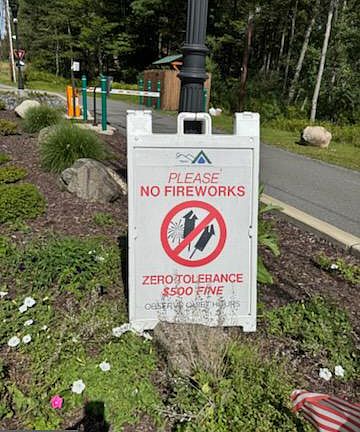 PLEASE
NO FIREWORKS
ZERO-TOLERANCE
$500 FINE
OBSERVE QUIET HOURS